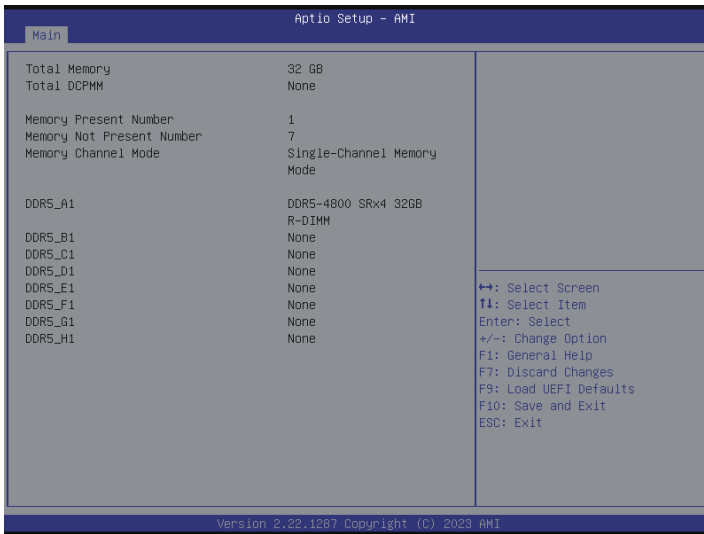 Aptio Setup - AMI
Main
Total Memory 32 GB
Total DCPMM None
Memory Present Number 1
Memory Not Present Number 7
Memory Channel Mode Single-Channel Memory
Mode
DDR5_A1 DDR5-4800 SRx4 32GB
R-DIMM
DDR5_B1 None
DDR5_C1 None
DDR5_D1 None
DDR5_E1 None
DDR5_F1 None
DDR5_G1 None
DDR5_H1 None
↔: Select Screen
↑↓: Select Item
Enter: Select
+/-: Change Option
F1: General Help
F7: Discard Changes
F9: Load UEFI Defaults
F10: Save and Exit
ESC: Exit
Version 2.22.1287 Copyright (C) 2023 AMI